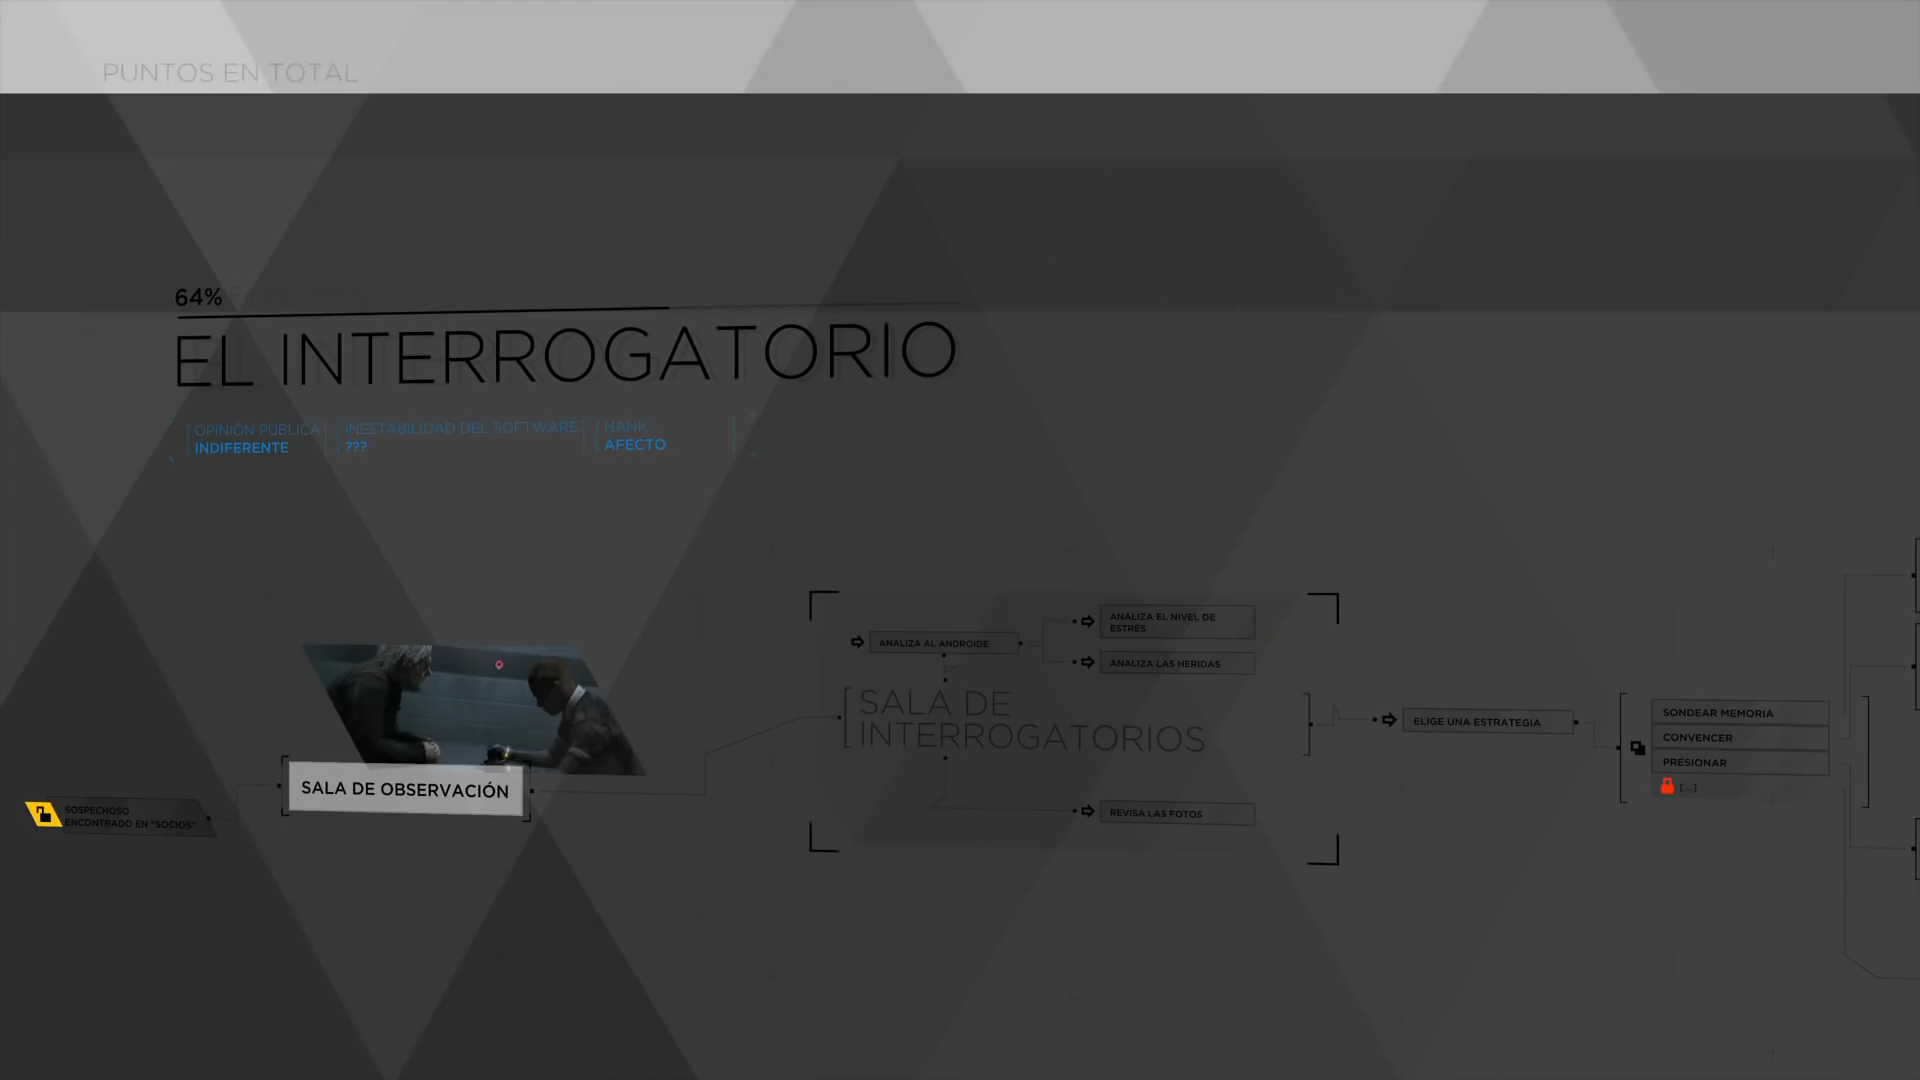 PUNTOS EN TOTAL
64%
EL INTERROGATORIO
OPINIÓN PÚBLICA
INDIFERENTE
INESTABILIDAD DEL SOFTWARE
???
HANK
AFECTO
SOSPECHOSO
ENCONTRADO EN "SOCIOS"
SALA DE OBSERVACIÓN
ANALIZA AL ANDROIDE
ANALIZA EL NIVEL DE
ESTRÉS
ANALIZA LAS HERIDAS
SALA DE
INTERROGATORIOS
REVISA LAS FOTOS
ELIGE UNA ESTRATEGIA
SONDEAR MEMORIA
CONVENCER
PRESIONAR
[...]